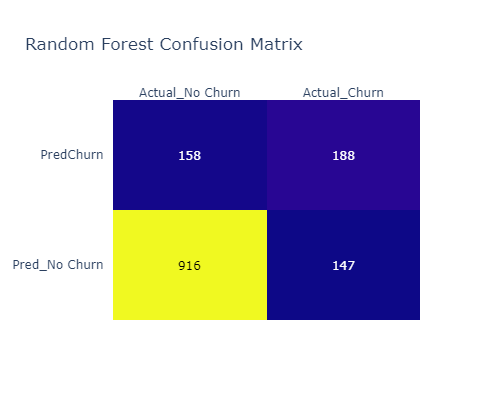 Random Forest Confusion Matrix
Actual_No Churn Actual_Churn
PredChurn 158 188
Pred_No Churn 916 147